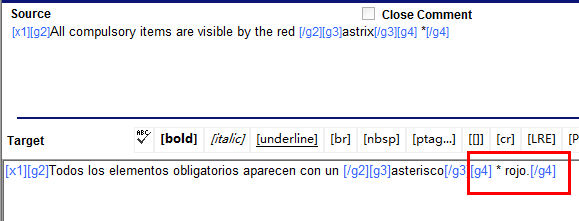 Source
Close Comment
[x1][g2]All compulsory items are visible by the red [/g2][g3]astrix[/g3][g4] *[/g4]
Target ABC [bold] [italic] [underline] [br] [nbsp] [ptag...] [[]] [cr] [LRE] [P
[x1][g2]Todos los elementos obligatorios aparecen con un [/g2][g3]asterisco[/g3][g4] * rojo.[/g4]